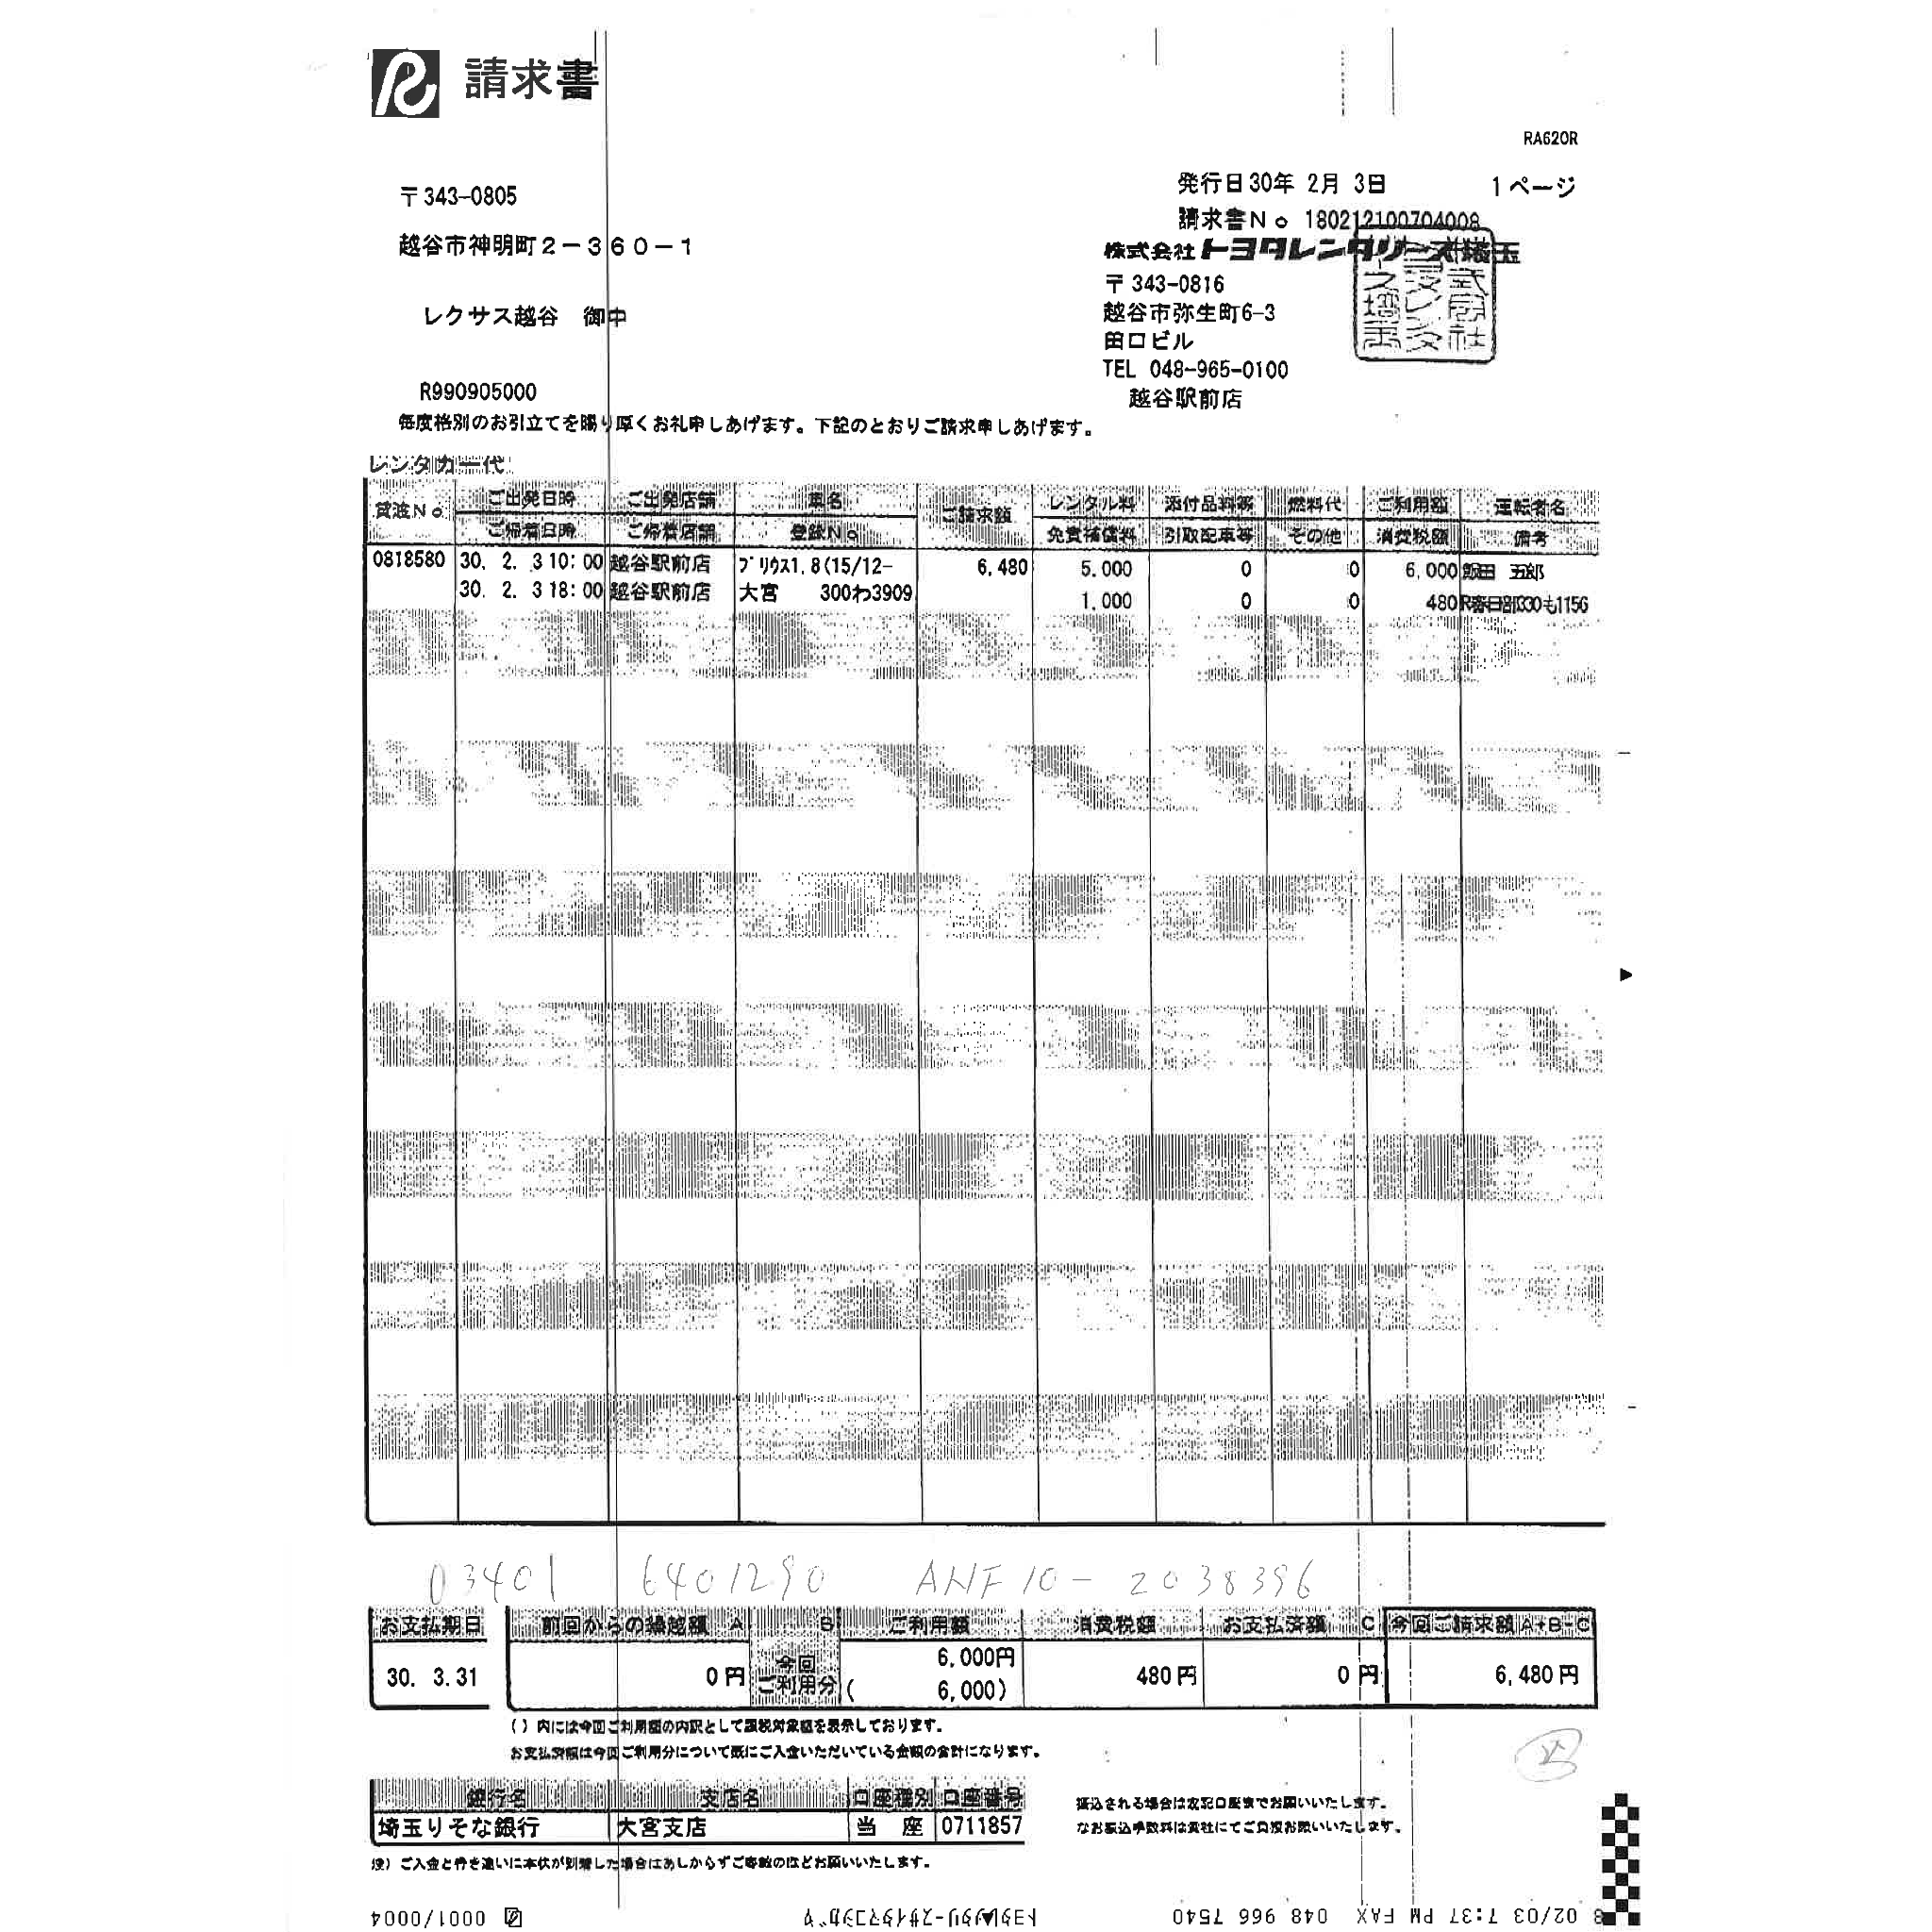 請求書
RA620R
〒343-0805
発行日30年 2月 3日
1ページ
越谷市神明町2-360-1
請求書No 180212100704008
株式会社トヨタレンタリース埼玉
〒343-0816
越谷市弥生町6-3
田口ビル
TEL 048-965-0100
越谷駅前店
レクサス越谷 御中
R990905000
毎度格別のお引立てを賜り厚くお礼申しあげます。下記のとおりご請求申しあげます。
レンタカー代
貸渡No ご出発日時 ご出発店舗 車名 ご請求額 レンタル料 添付品料等 燃料代 ご利用額 運転者名
ご帰着日時 ご帰着店舗 登録No 免責補償料 引取配車等 その他 消費税額 備考
0818580 30. 2. 3 10:00 越谷駅前店 プリウス1.8(15/12- 6,480 5,000 0 0 6,000 飯田 五郎
30. 2. 3 18:00 越谷駅前店 大宮 300わ3909 1,000 0 0 480 R春日部330も1156
03401 6401290 ANF10-2038396
お支払期日 前回からの繰越額 A B ご利用額 消費税額 お支払済額 C 今回ご請求額 A+B-C
30. 3.31 0円 今回ご利用分 6,000円 480円 0円 6,480円
( 6,000)
( ) 内には今回ご利用額の内訳として課税対象額を表示しております。
お支払済額は今回ご利用分について既にご入金いただいている金額の合計になります。
銀行名 支店名 口座種別 口座番号
埼玉りそな銀行 大宮支店 当 座 0711857
振込される場合は左記口座までお願いいたします。
なお振込手数料は貴社にてご負担お願いいたします。
注) ご入金と行き違いに本状が到着した場合はあしからずご容赦のほどお願いいたします。
02/03 7:37 PM FAX 048 966 7540
0001/0004